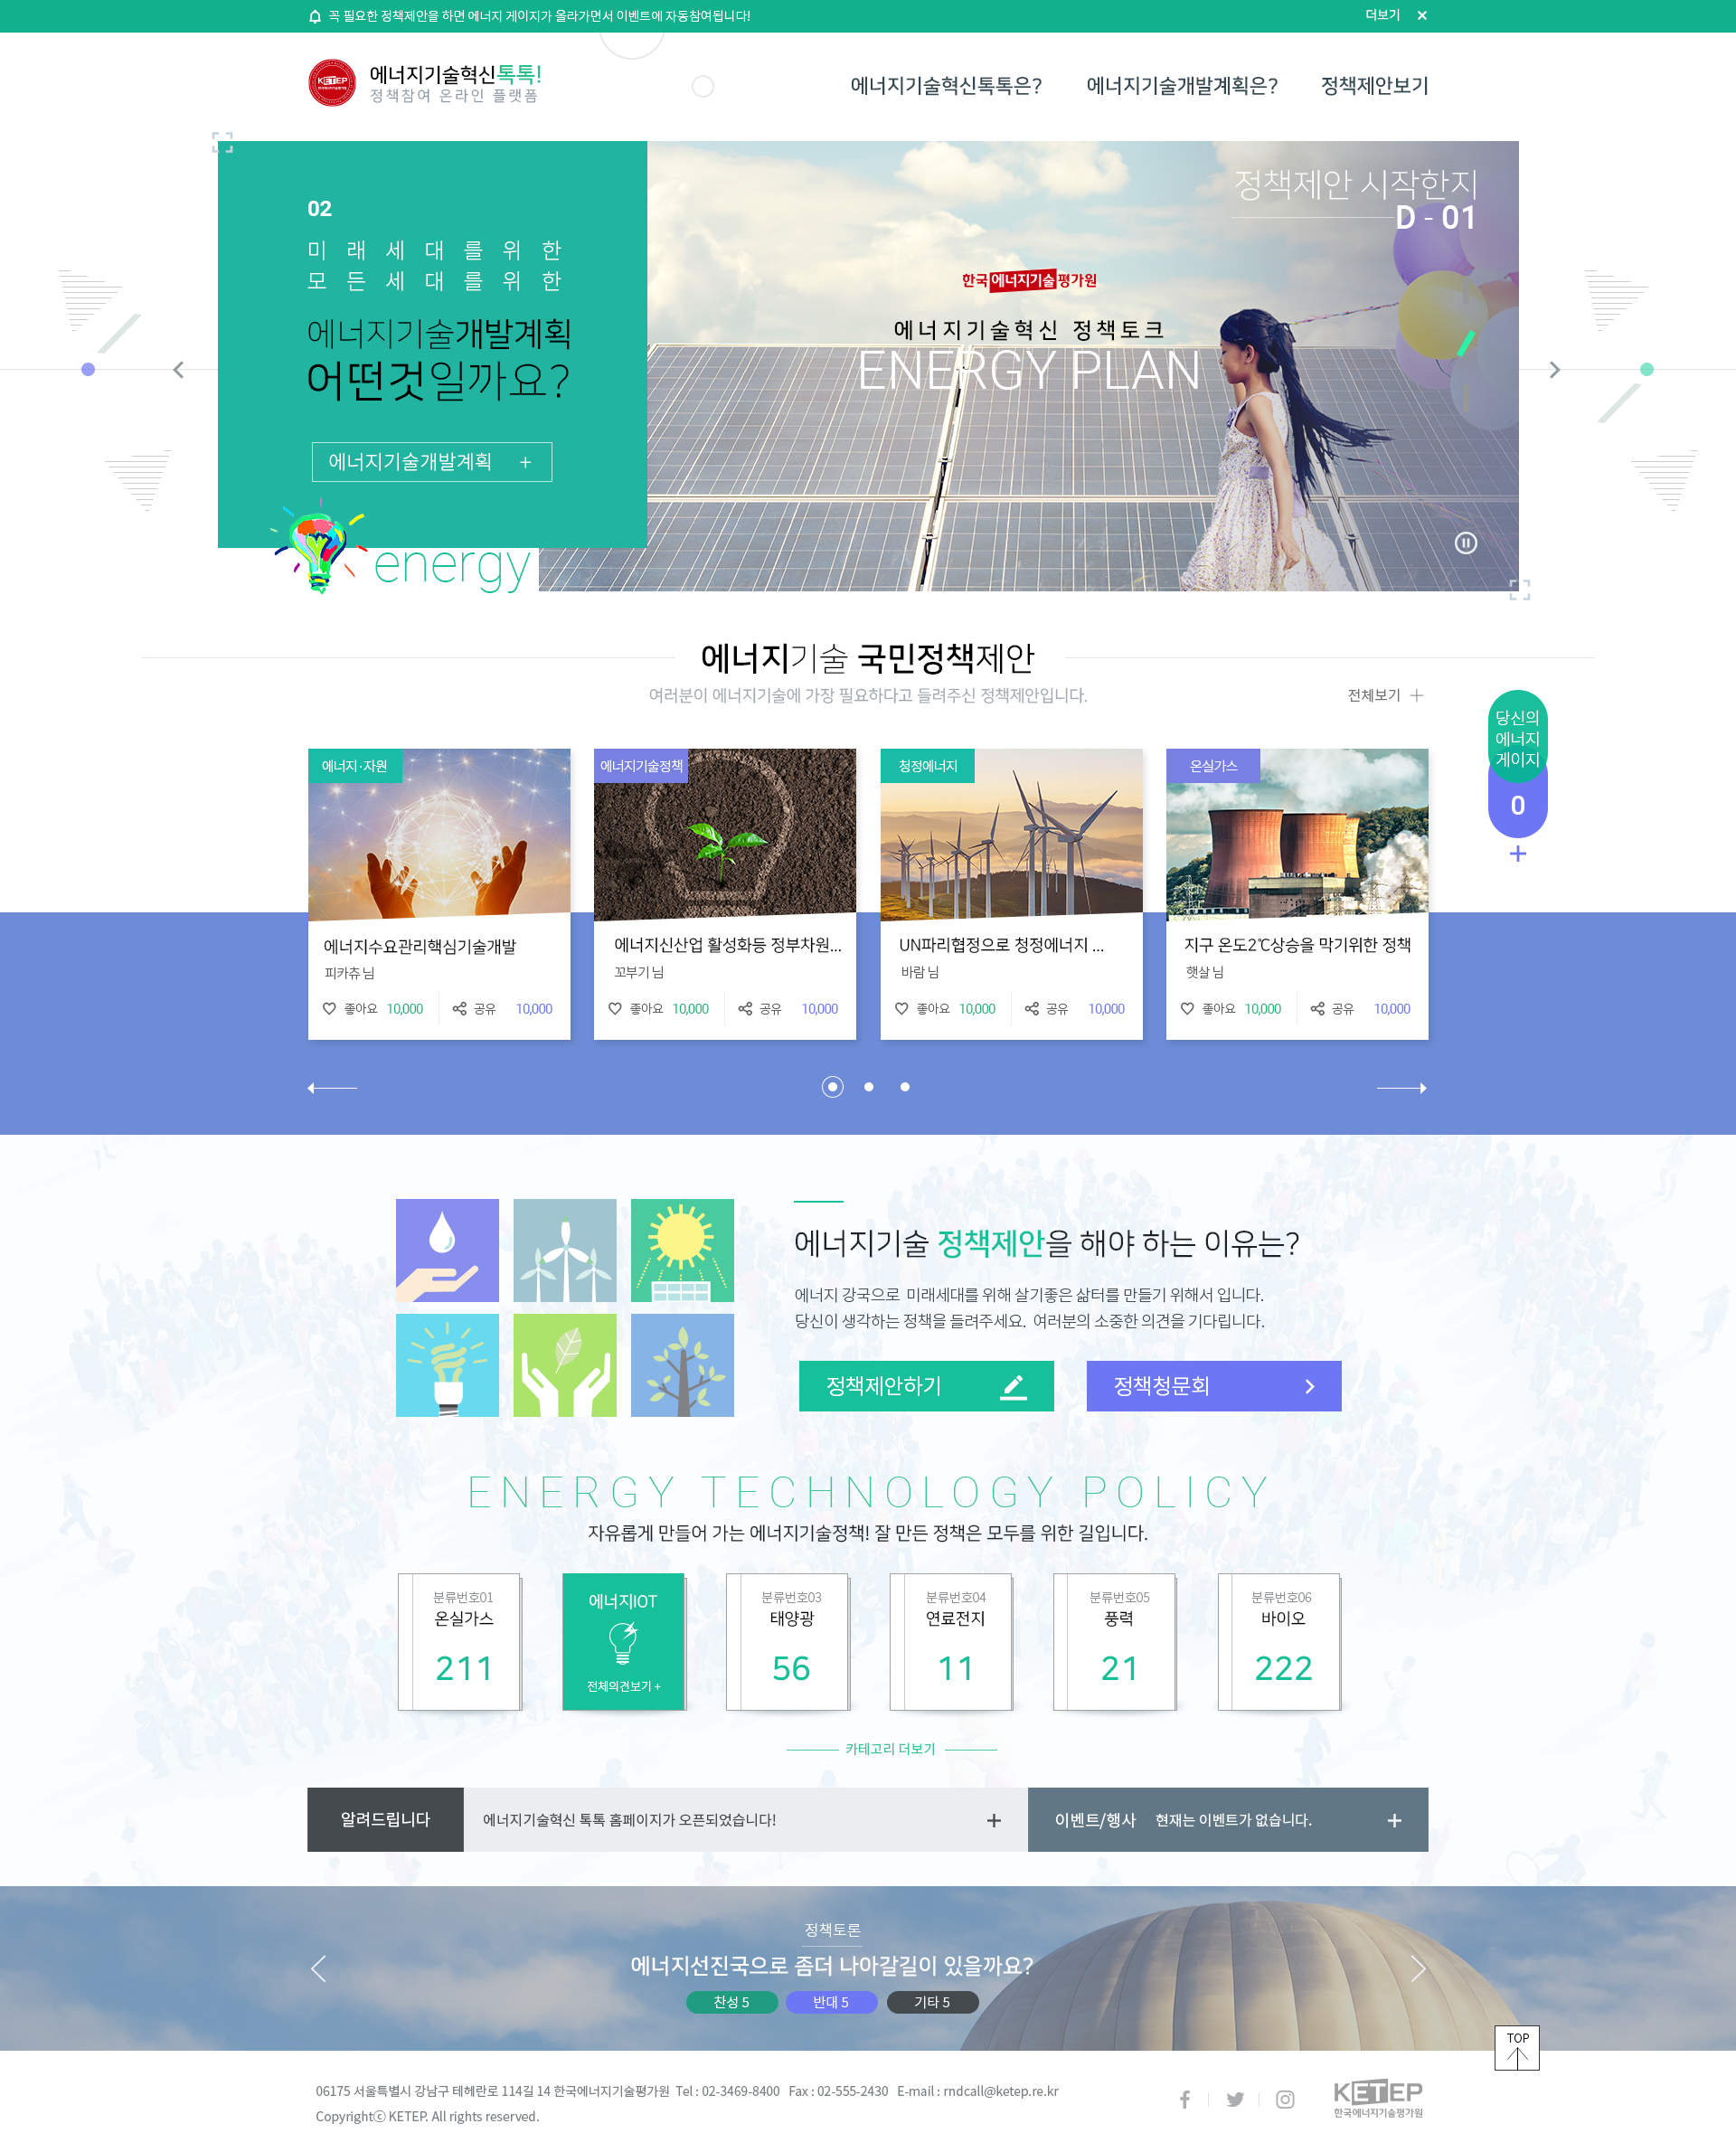 꼭 필요한 정책제안을 하면 에너지 게이지가 올라가면서 이벤트에 자동참여됩니다!
더보기
KETEP
에너지기술혁신톡톡!
정책참여 온라인 플랫폼
에너지기술혁신톡톡은?
에너지기술개발계획은?
정책제안보기
02
미래세대를위한
모든세대를위한
에너지기술개발계획
어떤것일까요?
에너지기술개발계획 +
energy
정책제안 시작한지
D - 01
한국에너지기술평가원
에너지기술혁신 정책토크
ENERGY PLAN
에너지기술 국민정책제안
여러분이 에너지기술에 가장 필요하다고 들려주신 정책제안입니다.
전체보기 +
당신의
에너지
게이지
0
+
에너지·자원
에너지수요관리핵심기술개발
피카츄 님
좋아요 10,000 공유 10,000
에너지기술정책
에너지신산업 활성화등 정부차원...
꼬부기 님
좋아요 10,000 공유 10,000
청정에너지
UN파리협정으로 청정에너지 ...
바람 님
좋아요 10,000 공유 10,000
온실가스
지구 온도2℃상승을 막기위한 정책
햇살 님
좋아요 10,000 공유 10,000
에너지기술 정책제안을 해야 하는 이유는?
에너지 강국으로 미래세대를 위해 살기좋은 삶터를 만들기 위해서 입니다.
당신이 생각하는 정책을 들려주세요. 여러분의 소중한 의견을 기다립니다.
정책제안하기
정책청문회
ENERGY TECHNOLOGY POLICY
자유롭게 만들어 가는 에너지기술정책! 잘 만든 정책은 모두를 위한 길입니다.
분류번호01
온실가스
211
에너지IOT
전체의견보기 +
분류번호03
태양광
56
분류번호04
연료전지
11
분류번호05
풍력
21
분류번호06
바이오
222
카테고리 더보기
알려드립니다
에너지기술혁신 톡톡 홈페이지가 오픈되었습니다! +
이벤트/행사 현재는 이벤트가 없습니다. +
정책토론
에너지선진국으로 좀더 나아갈길이 있을까요?
찬성 5
반대 5
기타 5
TOP
06175 서울특별시 강남구 테헤란로 114길 14 한국에너지기술평가원 Tel : 02-3469-8400 Fax : 02-555-2430 E-mail : rndcall@ketep.re.kr
Copyrightⓒ KETEP. All rights reserved.
KETEP
한국에너지기술평가원